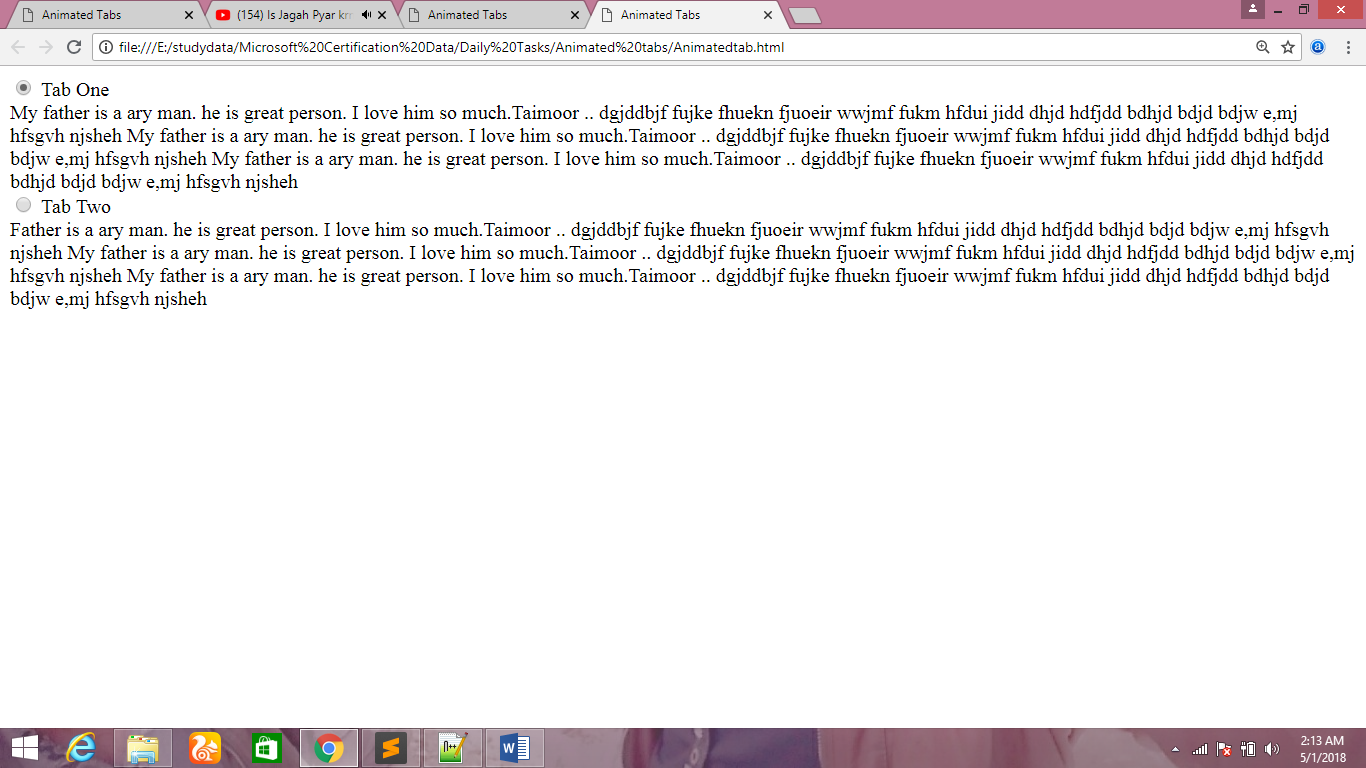 Animated Tabs
(154) Is Jagah Pyar krn
Animated Tabs
Animated Tabs
file:///E:/studydata/Microsoft%20Certification%20Data/Daily%20Tasks/Animated%20tabs/Animatedtab.html
Tab One
My father is a ary man. he is great person. I love him so much.Taimoor .. dgjddbjf fujke fhuekn fjuoeir wwjmf fukm hfdui jidd dhjd hdfjdd bdhjd bdjd bdjw e,mj
hfsgvh njsheh My father is a ary man. he is great person. I love him so much.Taimoor .. dgjddbjf fujke fhuekn fjuoeir wwjmf fukm hfdui jidd dhjd hdfjdd bdhjd bdjd
bdjw e,mj hfsgvh njsheh My father is a ary man. he is great person. I love him so much.Taimoor .. dgjddbjf fujke fhuekn fjuoeir wwjmf fukm hfdui jidd dhjd hdfjdd
bdhjd bdjd bdjw e,mj hfsgvh njsheh
Tab Two
Father is a ary man. he is great person. I love him so much.Taimoor .. dgjddbjf fujke fhuekn fjuoeir wwjmf fukm hfdui jidd dhjd hdfjdd bdhjd bdjd bdjw e,mj hfsgvh
njsheh My father is a ary man. he is great person. I love him so much.Taimoor .. dgjddbjf fujke fhuekn fjuoeir wwjmf fukm hfdui jidd dhjd hdfjdd bdhjd bdjd bdjw e,mj
hfsgvh njsheh My father is a ary man. he is great person. I love him so much.Taimoor .. dgjddbjf fujke fhuekn fjuoeir wwjmf fukm hfdui jidd dhjd hdfjdd bdhjd bdjd
bdjw e,mj hfsgvh njsheh
2:13 AM
5/1/2018